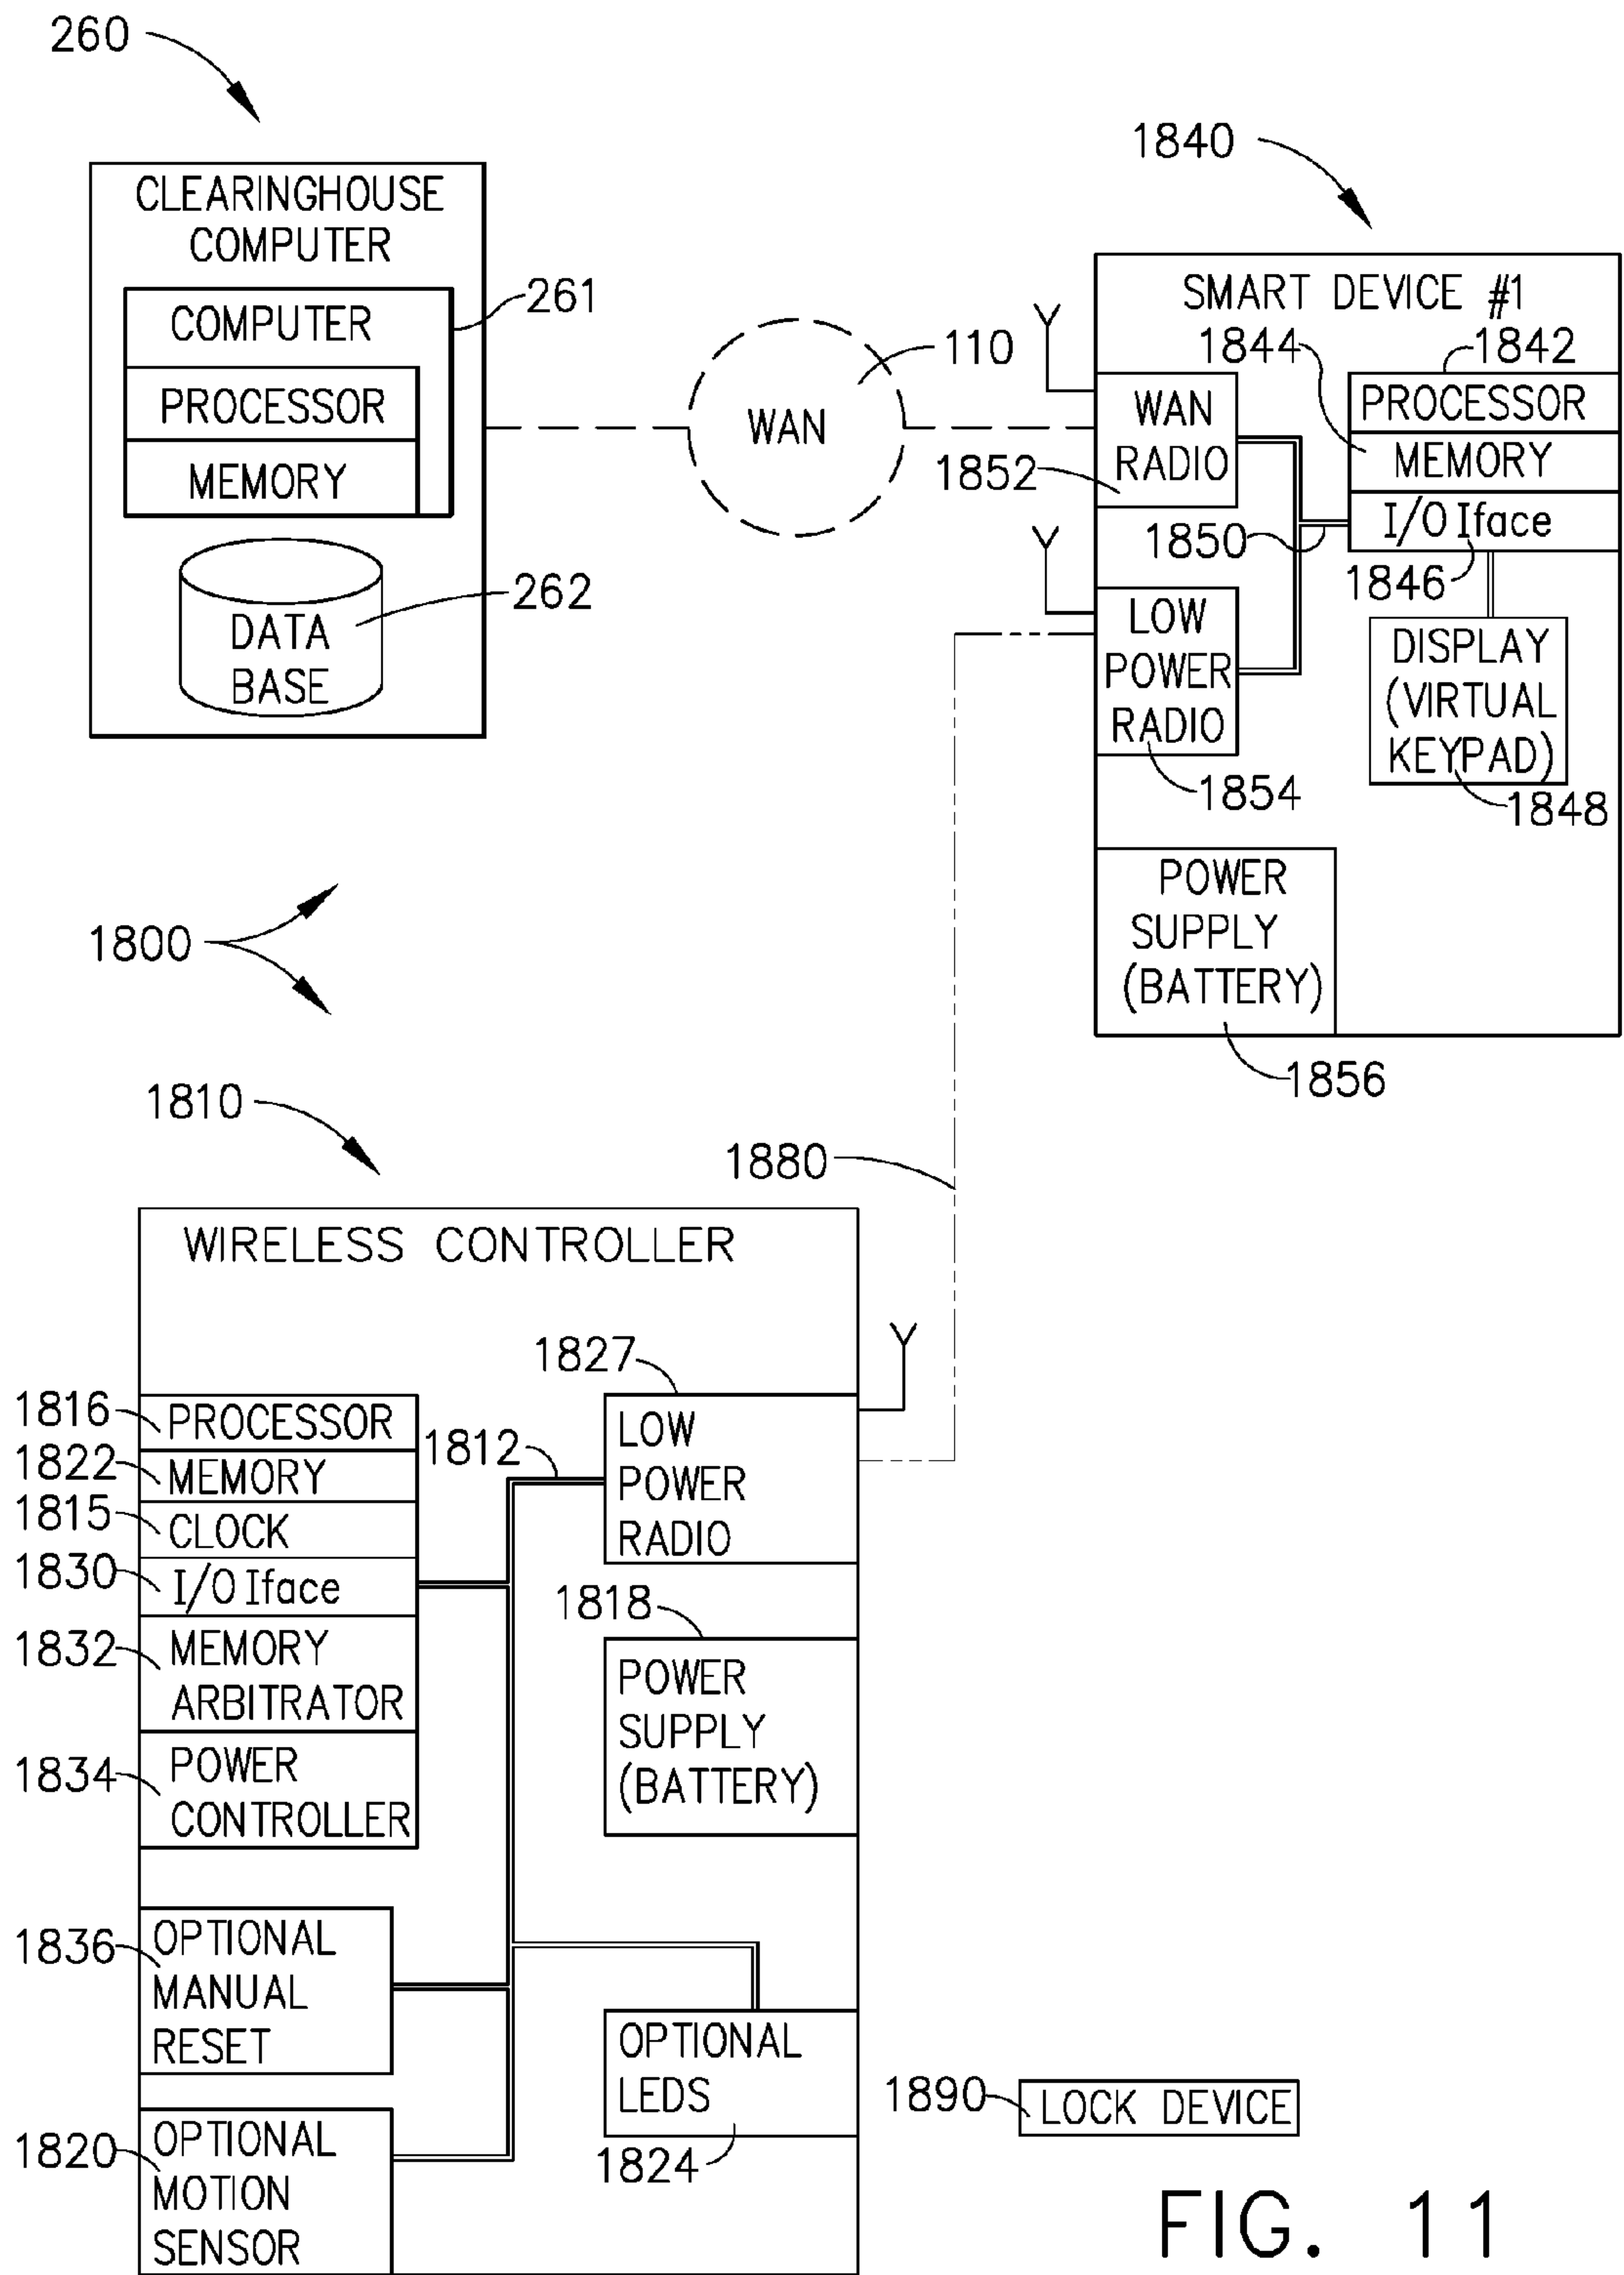 260
CLEARINGHOUSE
COMPUTER
COMPUTER
261
PROCESSOR
MEMORY
DATA
BASE
262
110
WAN
1840
SMART DEVICE #1
1844
1842
WAN
RADIO
1852
PROCESSOR
MEMORY
I/O Iface
1850
1846
LOW
POWER
RADIO
1854
DISPLAY
(VIRTUAL
KEYPAD)
1848
POWER
SUPPLY
(BATTERY)
1856
1800
1810
1880
WIRELESS CONTROLLER
1827
1816
PROCESSOR
1822
MEMORY
1815
CLOCK
1830
I/O Iface
1832
MEMORY
ARBITRATOR
1834
POWER
CONTROLLER
1812
LOW
POWER
RADIO
1818
POWER
SUPPLY
(BATTERY)
1836
OPTIONAL
MANUAL
RESET
1820
OPTIONAL
MOTION
SENSOR
OPTIONAL
LEDS
1824
1890
LOCK DEVICE
FIG. 11